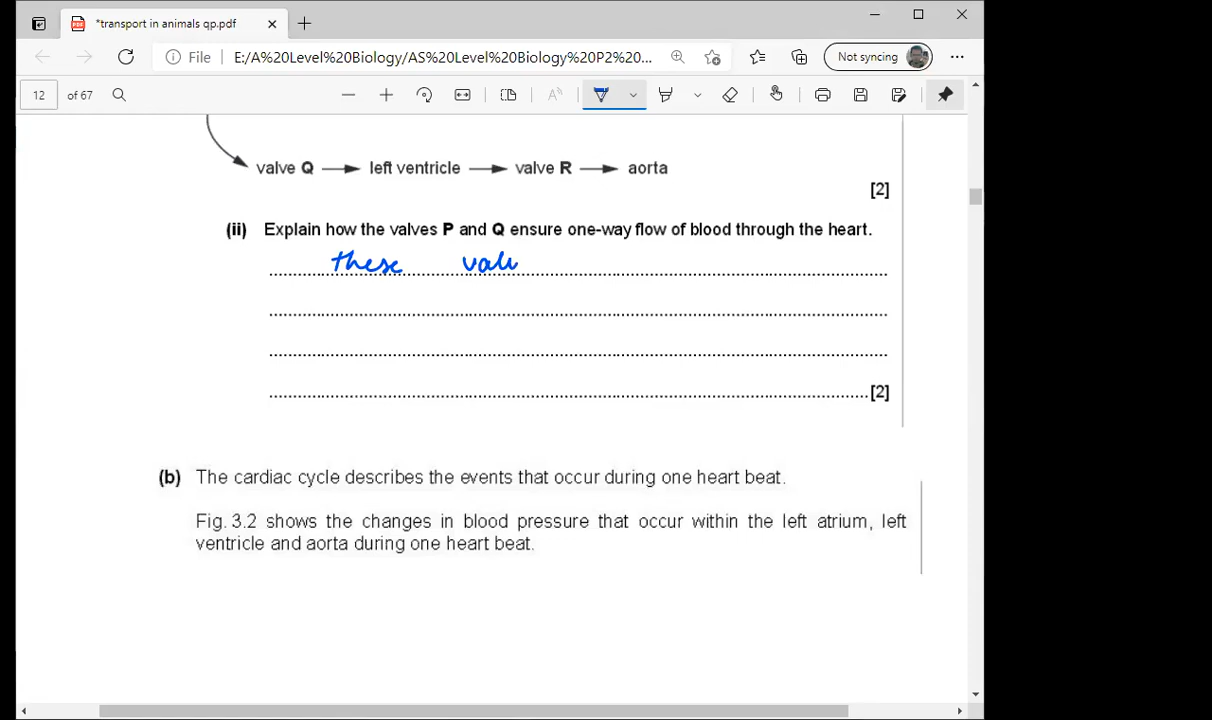 *transport in animals qp.pdf
File E:/A%20Level%20Biology/AS%20Level%20Biology%20P2%20... Not syncing
12 of 67
valve Q left ventricle valve R aorta
[2]
(ii) Explain how the valves P and Q ensure one-way flow of blood through the heart.
these valv
[2]
(b) The cardiac cycle describes the events that occur during one heart beat.
Fig. 3.2 shows the changes in blood pressure that occur within the left atrium, left
ventricle and aorta during one heart beat.